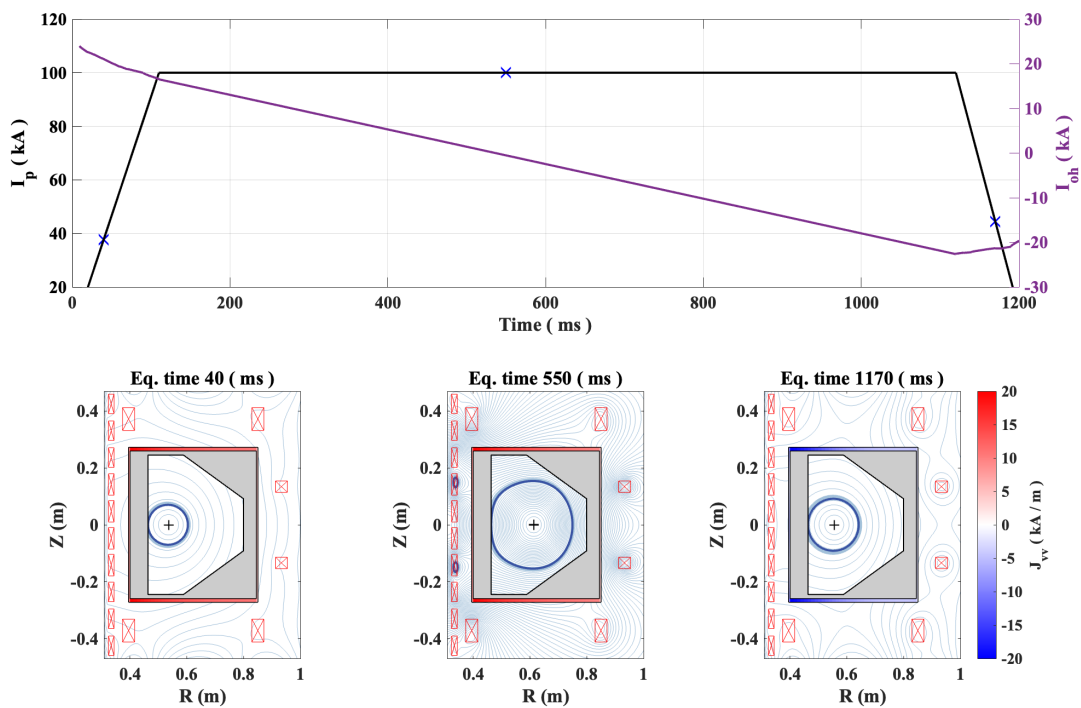 120
100
80
60
40
20
I_p ( kA )
30
20
10
0
-10
-20
-30
I_oh ( kA )
0 200 400 600 800 1000 1200
Time ( ms )
Eq. time 40 ( ms )
0.4
0.2
0
-0.2
-0.4
Z (m)
0.4 0.6 0.8 1
R (m)
Eq. time 550 ( ms )
0.4
0.2
0
-0.2
-0.4
Z (m)
0.4 0.6 0.8 1
R (m)
Eq. time 1170 ( ms )
0.4
0.2
0
-0.2
-0.4
Z (m)
0.4 0.6 0.8 1
R (m)
20
15
10
5
0
-5
-10
-15
-20
J_vv ( kA / m )